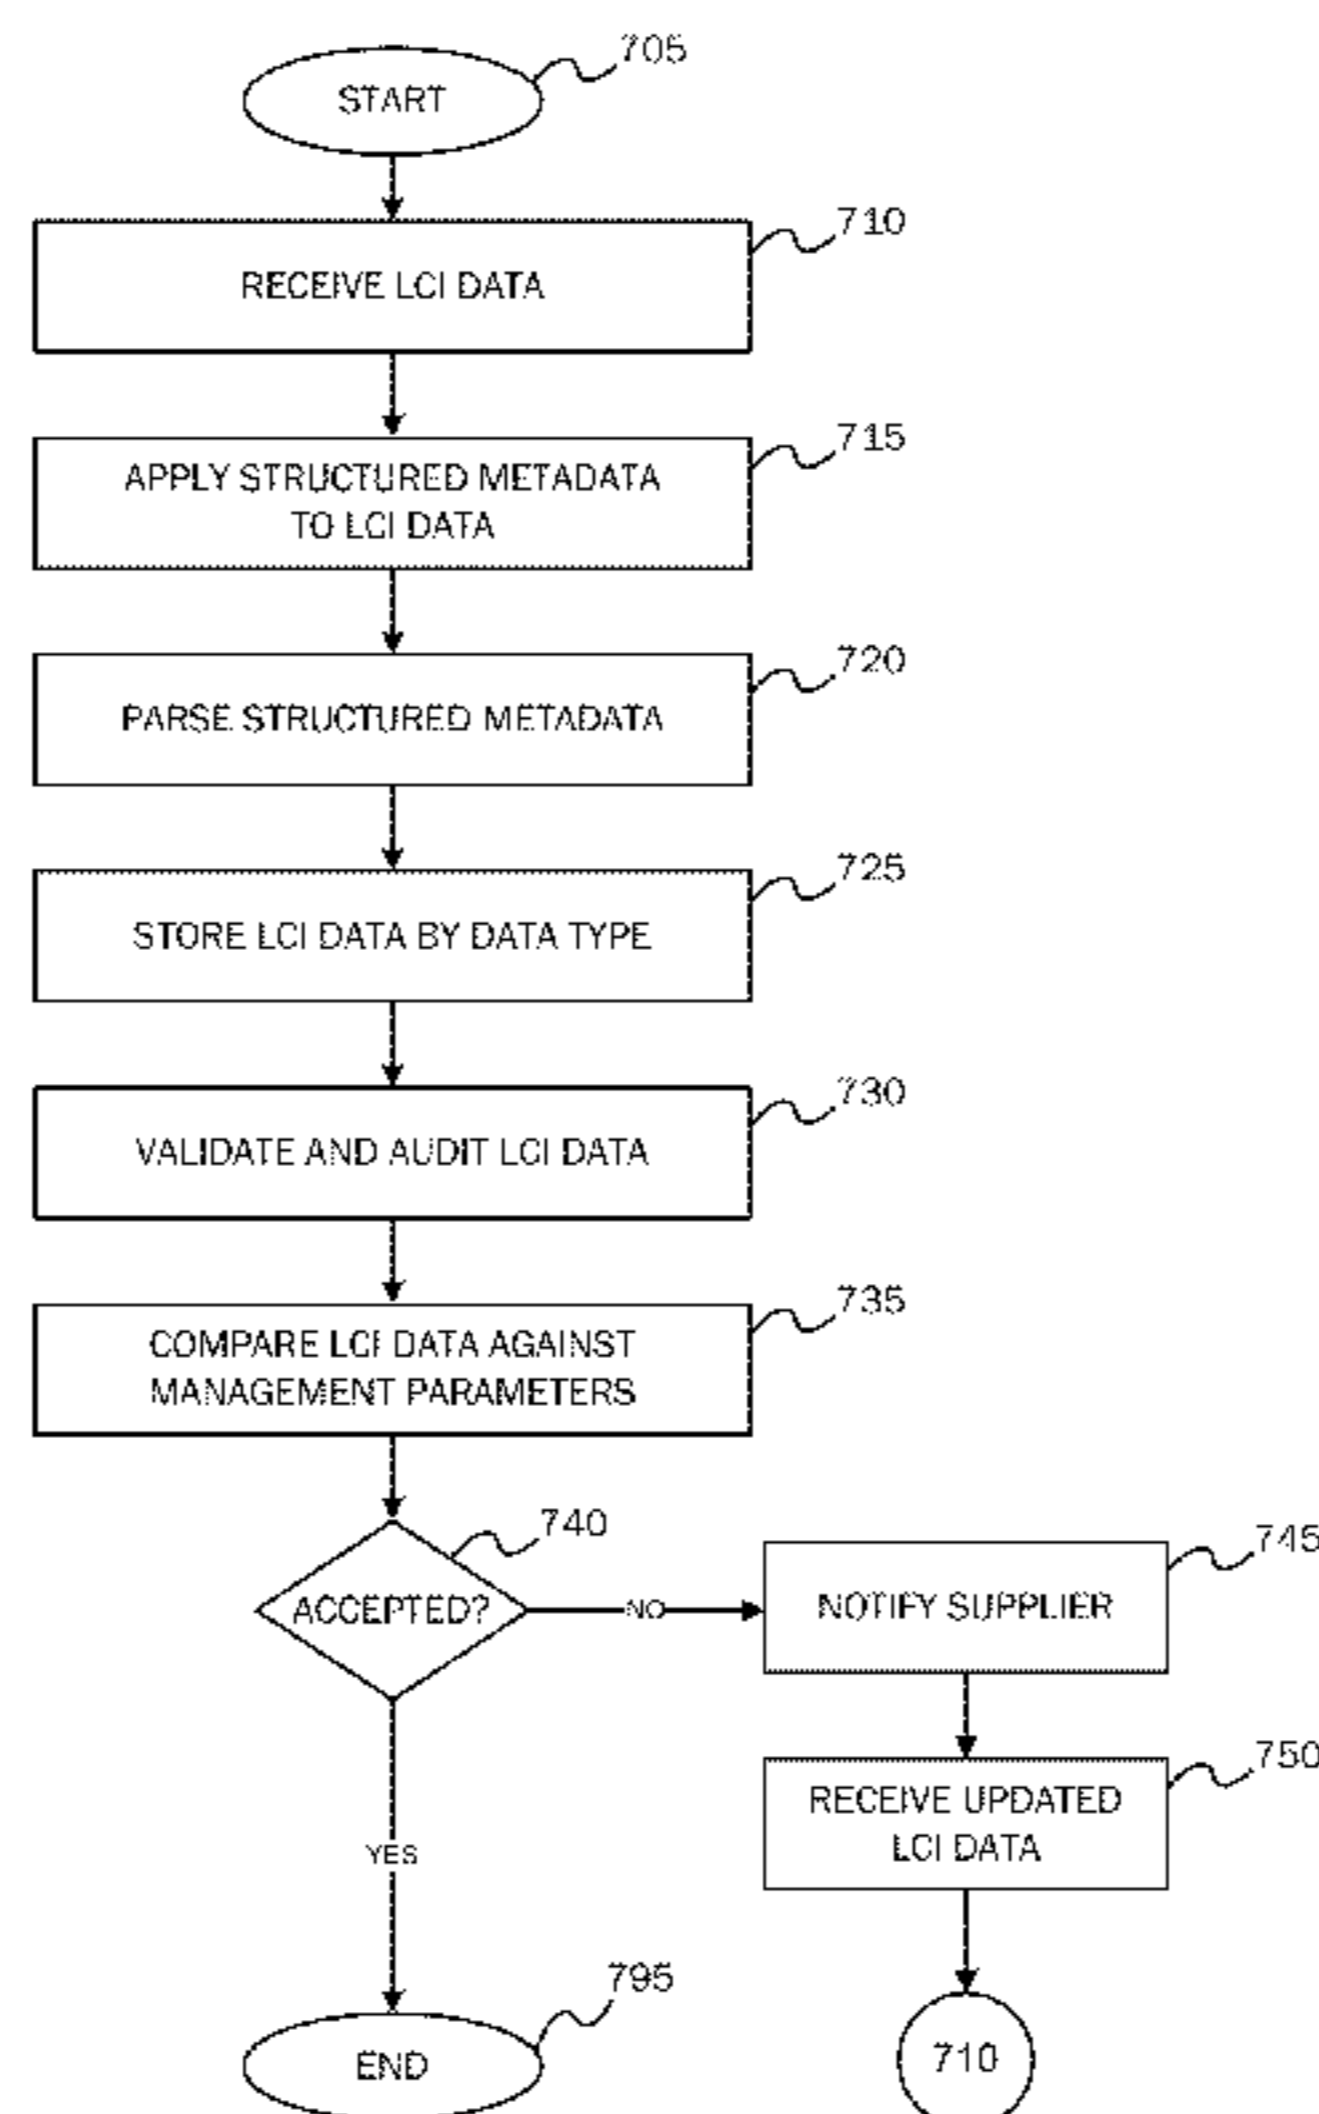 705
START
710
RECEIVE LCI DATA
715
APPLY STRUCTURED METADATA
TO LCI DATA
720
PARSE STRUCTURED METADATA
725
STORE LCI DATA BY DATA TYPE
730
VALIDATE AND AUDIT LCI DATA
735
COMPARE LCI DATA AGAINST
MANAGEMENT PARAMETERS
740
ACCEPTED?
NO
745
NOTIFY SUPPLIER
750
RECEIVE UPDATED
LCI DATA
YES
795
END
710